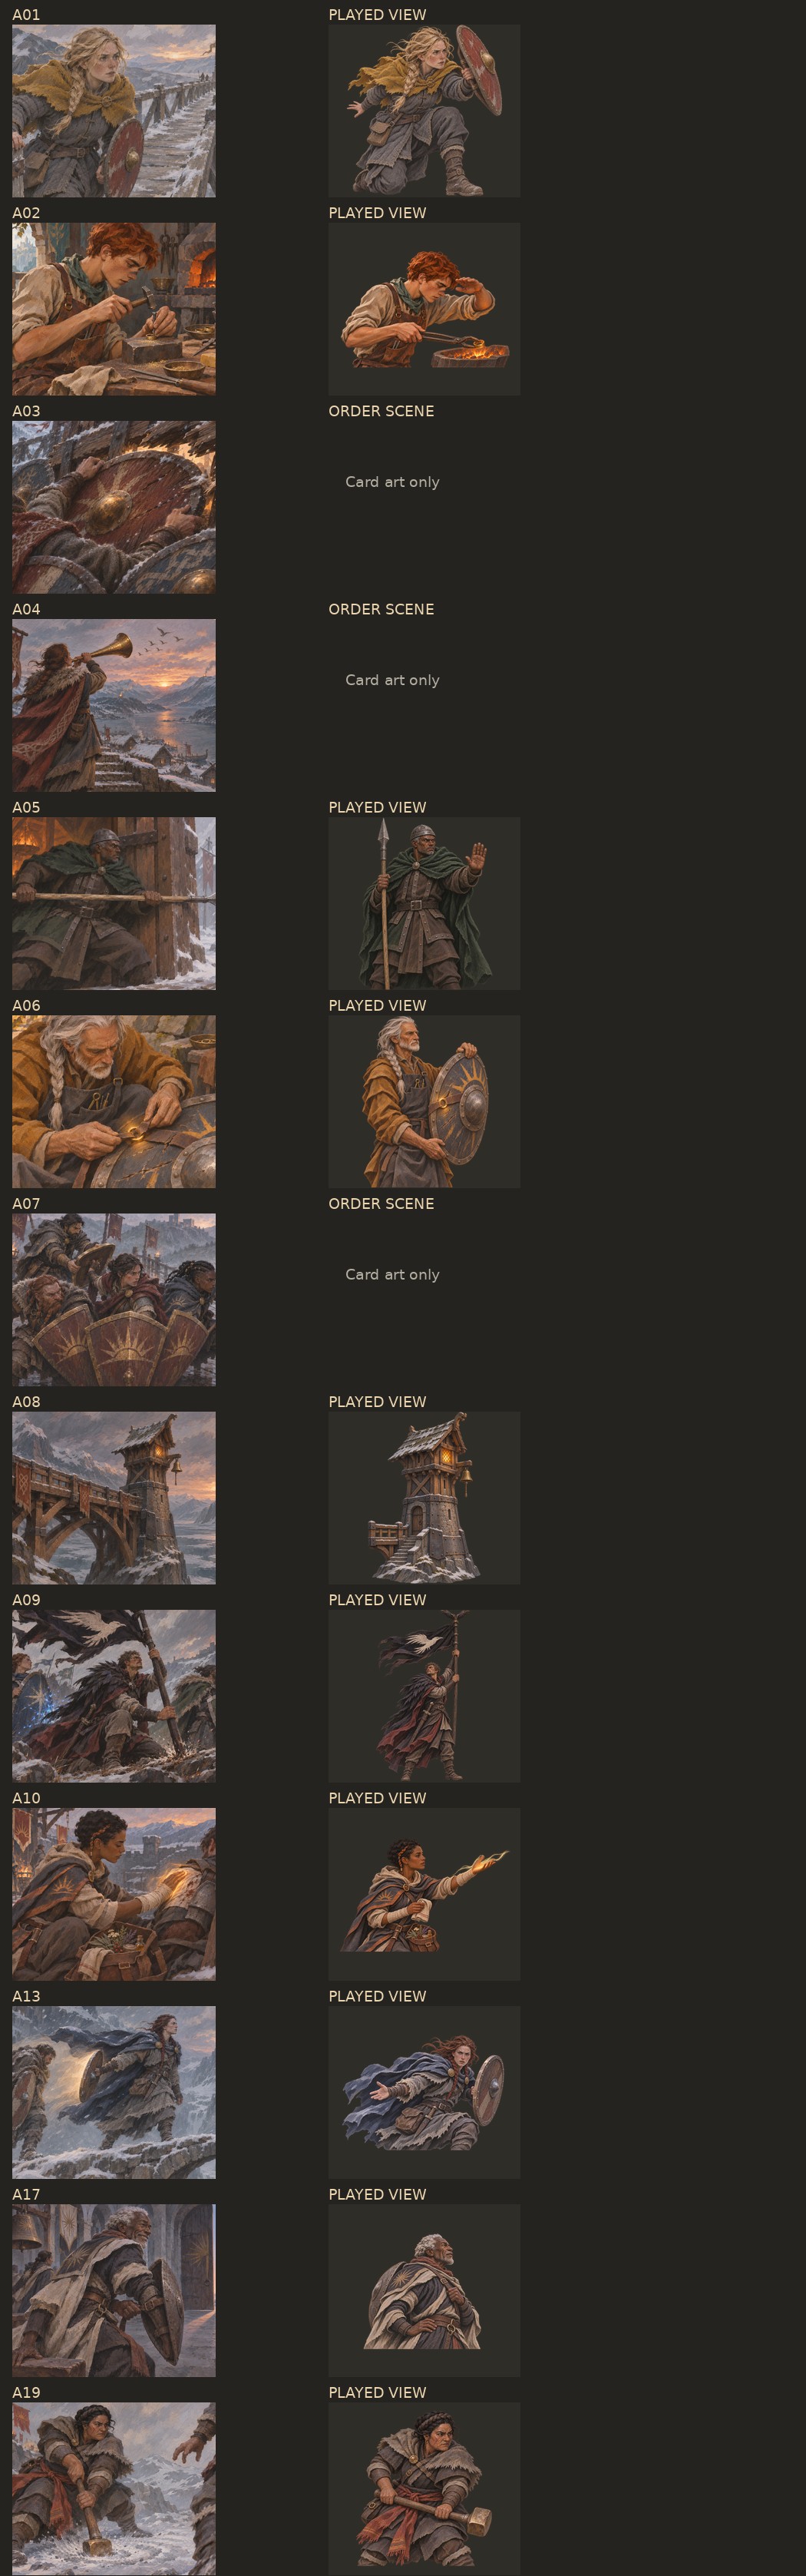 A01 PLAYED VIEW
A02 PLAYED VIEW
A03 ORDER SCENE
Card art only
A04 ORDER SCENE
Card art only
A05 PLAYED VIEW
A06 PLAYED VIEW
A07 ORDER SCENE
Card art only
A08 PLAYED VIEW
A09 PLAYED VIEW
A10 PLAYED VIEW
A13 PLAYED VIEW
A17 PLAYED VIEW
A19 PLAYED VIEW